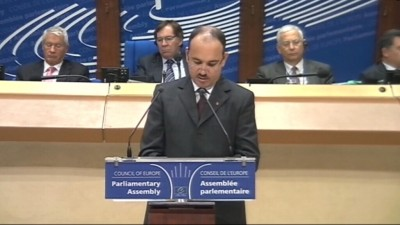 COUNCIL OF EUROPE
Parliamentary
Assembly
CONSEIL DE L'EUROPE
Assemblée
parlementaire